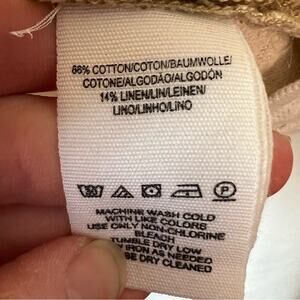 86% COTTON/COTON/BAUMWOLLE/
COTONE/ALGODÃO/ALGODÓN
14% LINEN/LIN/LEINEN/
LINO/LINHO/LINO
P
MACHINE WASH COLD
WITH LIKE COLORS
USE ONLY NON-CHLORINE
BLEACH
TUMBLE DRY LOW
IRON AS NEEDED
BE DRY CLEANED